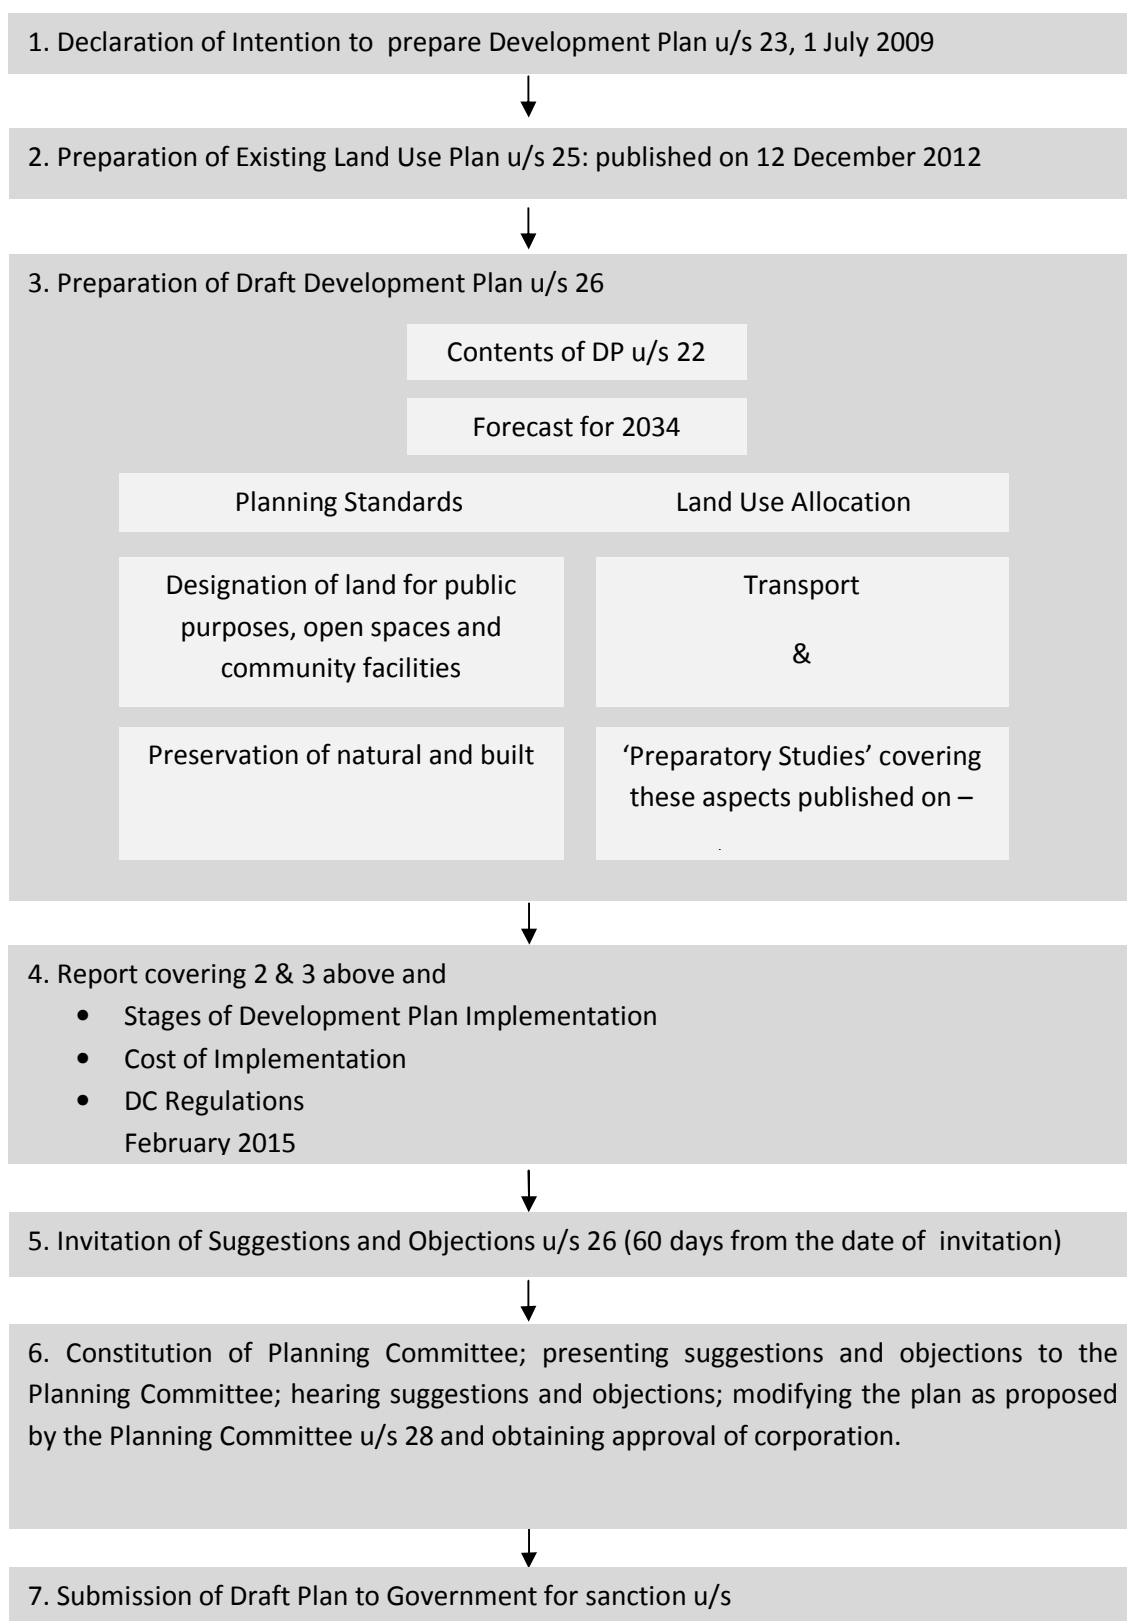 1. Declaration of Intention to prepare Development Plan u/s 23, 1 July 2009
2. Preparation of Existing Land Use Plan u/s 25: published on 12 December 2012
3. Preparation of Draft Development Plan u/s 26
Contents of DP u/s 22
Forecast for 2034
Planning Standards
Land Use Allocation
Designation of land for public
purposes, open spaces and
community facilities
Transport
&
Preservation of natural and built
‘Preparatory Studies’ covering
these aspects published on –
4. Report covering 2 & 3 above and
• Stages of Development Plan Implementation
• Cost of Implementation
• DC Regulations
February 2015
5. Invitation of Suggestions and Objections u/s 26 (60 days from the date of invitation)
6. Constitution of Planning Committee; presenting suggestions and objections to the
Planning Committee; hearing suggestions and objections; modifying the plan as proposed
by the Planning Committee u/s 28 and obtaining approval of corporation.
7. Submission of Draft Plan to Government for sanction u/s